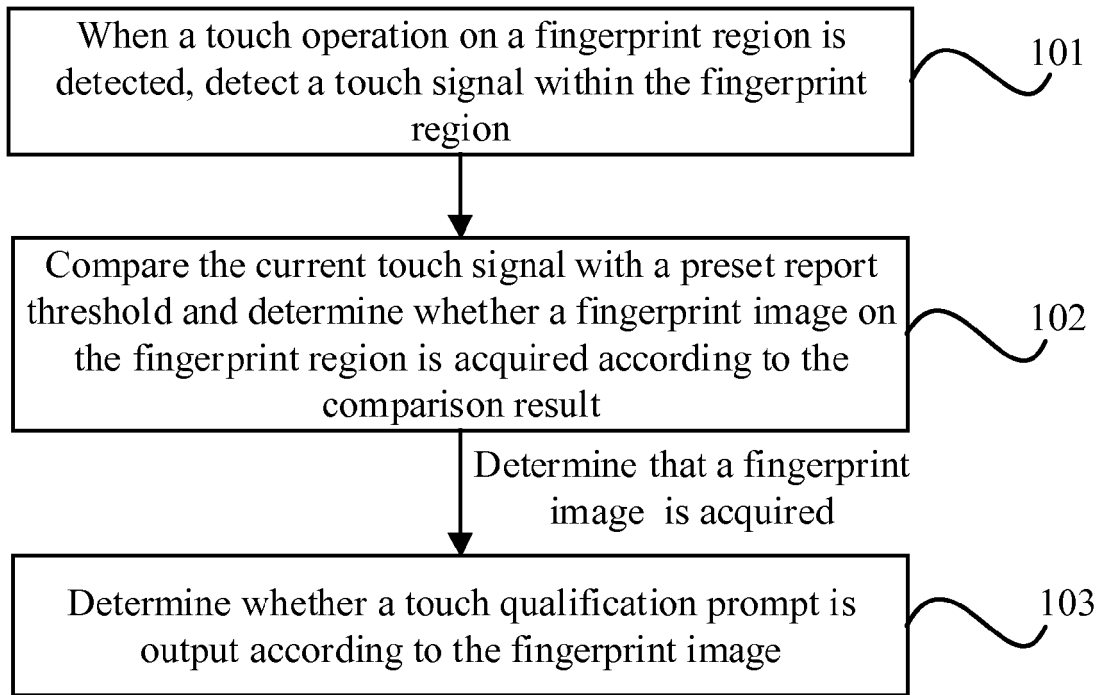 When a touch operation on a fingerprint region is
detected, detect a touch signal within the fingerprint
region
101
Compare the current touch signal with a preset report
threshold and determine whether a fingerprint image on
the fingerprint region is acquired according to the
comparison result
102
Determine that a fingerprint
image is acquired
Determine whether a touch qualification prompt is
output according to the fingerprint image
103